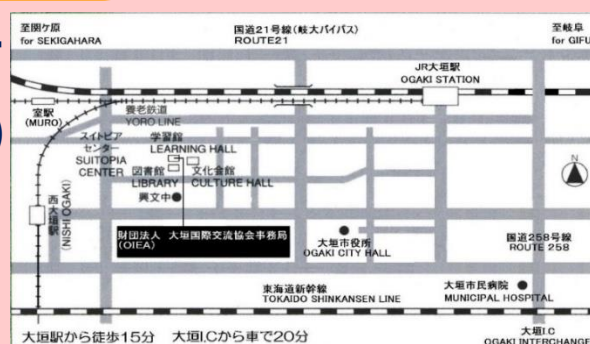 至関ケ原
for SEKIGAHARA
国道21号線(岐大バイパス)
ROUTE21
至岐阜
for GIFU
JR大垣駅
OGAKI STATION
室駅
(MURO)
養老鉄道
YORO LINE
スイトピア
センター
SUITOPIA
CENTER
学習館
LEARNING HALL
図書館
LIBRARY
文化会館
CULTURE HALL
興文中
N
西大垣駅
(NISHI OGAKI)
財団法人 大垣国際交流協会事務局
(OIEA)
大垣市役所
OGAKI CITY HALL
国道258号線
ROUTE 258
東海道新幹線
TOKAIDO SHINKANSEN LINE
大垣市民病院
MUNICIPAL HOSPITAL
大垣駅から徒歩15分 大垣I.Cから車で20分
大垣I.C
OGAKI INTERCHANGE